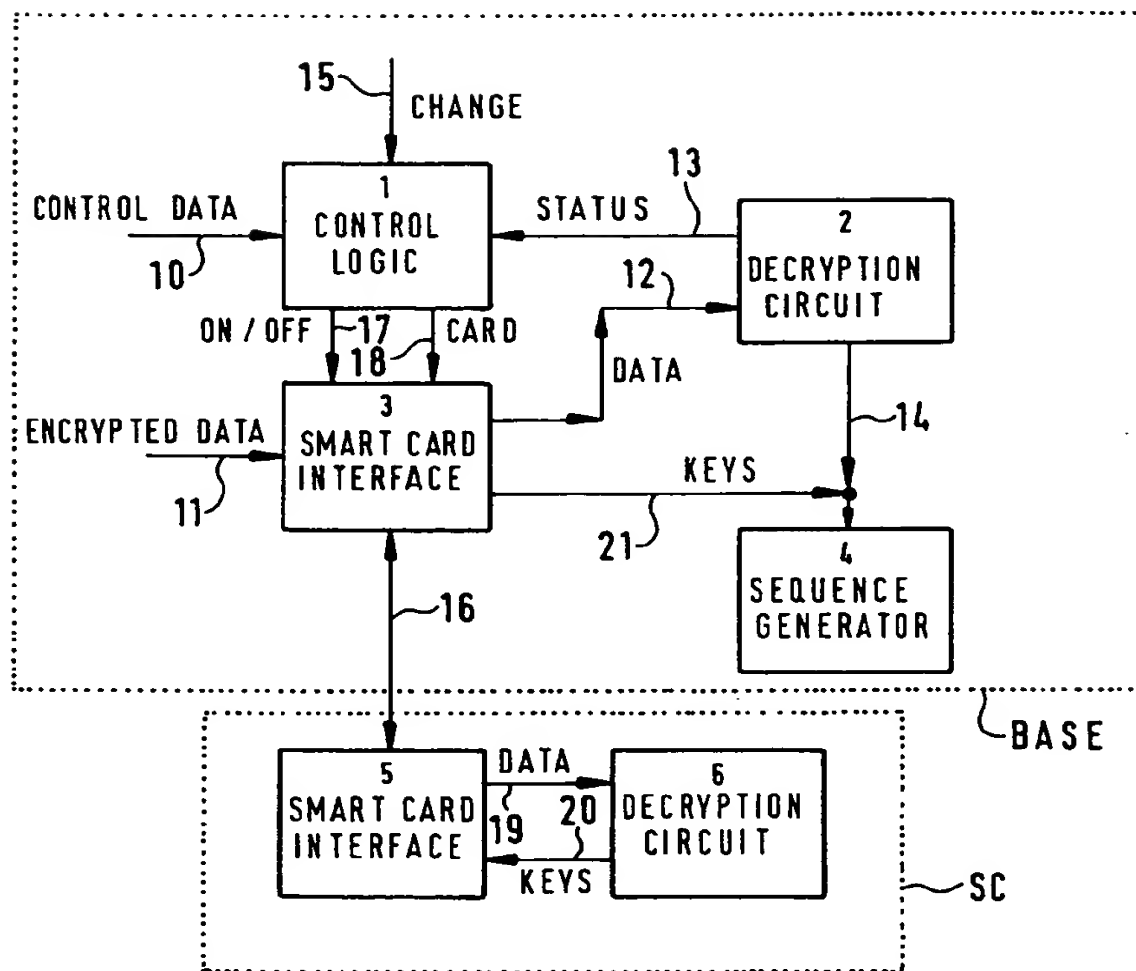 15
CHANGE
1
CONTROL
LOGIC
CONTROL DATA
10
STATUS
13
2
DECRYPTION
CIRCUIT
12
ON / OFF
17
18
CARD
DATA
14
ENCRYPTED DATA
11
3
SMART CARD
INTERFACE
KEYS
21
4
SEQUENCE
GENERATOR
16
BASE
5
SMART CARD
INTERFACE
DATA
19
20
KEYS
6
DECRYPTION
CIRCUIT
SC